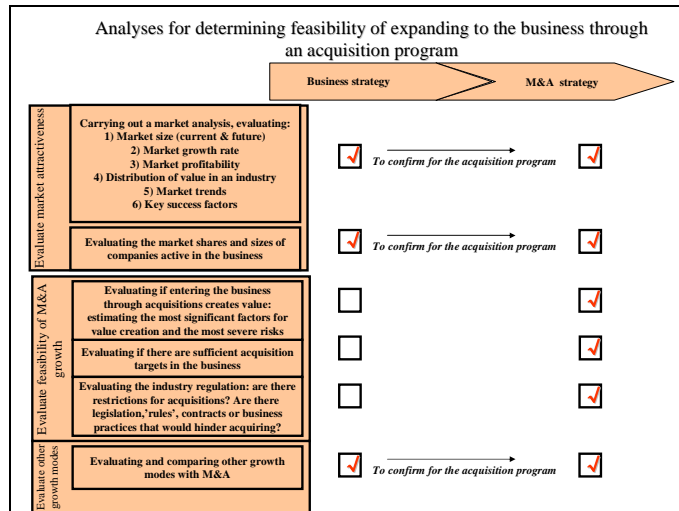 Analyses for determining feasibility of expanding to the business through
an acquisition program
Business strategy
M&A strategy
Evaluate market attractiveness
Carrying out a market analysis, evaluating:
1) Market size (current & future)
2) Market growth rate
3) Market profitability
4) Distribution of value in an industry
5) Market trends
6) Key success factors
To confirm for the acquisition program
Evaluating the market shares and sizes of
companies active in the business
To confirm for the acquisition program
Evaluate feasibility of M&A
growth
Evaluating if entering the business
through acquisitions creates value:
estimating the most significant factors for
value creation and the most severe risks
Evaluating if there are sufficient acquisition
targets in the business
Evaluating the industry regulation: are there
restrictions for acquisitions? Are there
legislation,'rules', contracts or business
practices that would hinder acquiring?
Evaluate other
growth modes
Evaluating and comparing other growth
modes with M&A
To confirm for the acquisition program